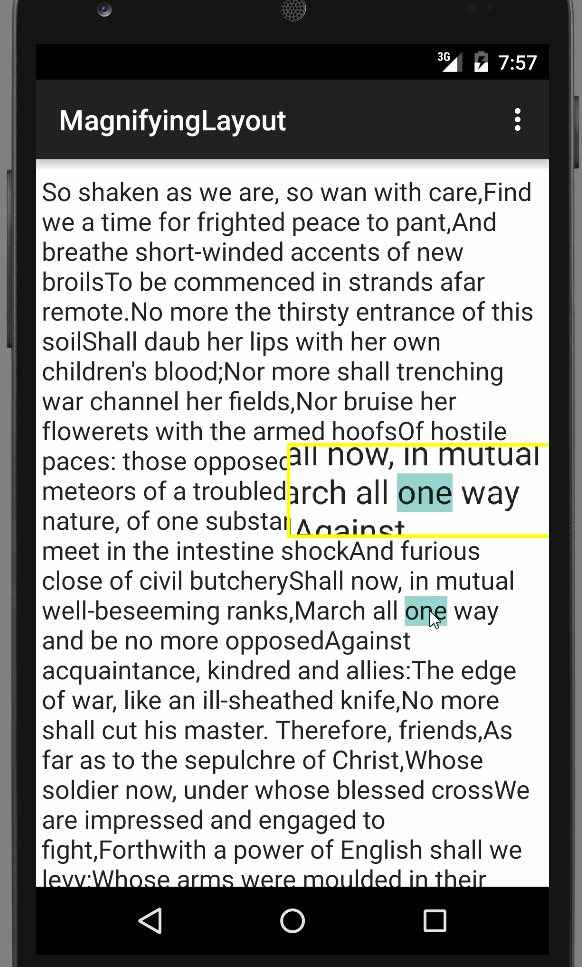 3G 7:57
MagnifyingLayout
So shaken as we are, so wan with care,Find
we a time for frighted peace to pant,And
breathe short-winded accents of new
broilsTo be commenced in strands afar
remote.No more the thirsty entrance of this
soilShall daub her lips with her own
children's blood;Nor more shall trenching
war channel her fields,Nor bruise her
flowerets with the armed hoofsOf hostile
paces: those opposed
meteors of a troubled
nature, of one substan
all now, in mutual
arch all one way
Against
meet in the intestine shockAnd furious
close of civil butcheryShall now, in mutual
well-beseeming ranks,March all one way
and be no more opposedAgainst
acquaintance, kindred and allies:The edge
of war, like an ill-sheathed knife,No more
shall cut his master. Therefore, friends,As
far as to the sepulchre of Christ,Whose
soldier now, under whose blessed crossWe
are impressed and engaged to
fight,Forthwith a power of English shall we
levy;Whose arms were moulded in their